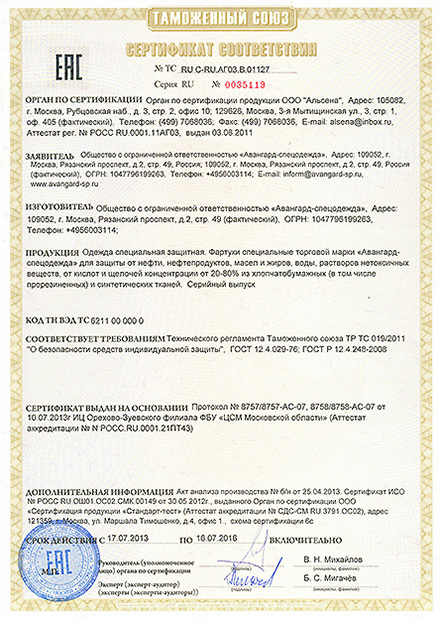 ТАМОЖЕННЫЙ СОЮЗ
СЕРТИФИКАТ СООТВЕТСТВИЯ
ЕАС
№ ТС RU C-RU.АГ03.В.01127
Серия RU № 0035119
ОРГАН ПО СЕРТИФИКАЦИИ Орган по сертификации продукции ООО "Альсена", Адрес: 105082,
г. Москва, Рубцовская наб., д. 3, стр. 2, офис 10; 129626, Москва, 3-я Мытищинская ул., д. 3, стр. 1,
оф. 405 (фактический), Телефон: (499) 7068036; Факс: (499) 7068036, E-mail: alsena@inbox.ru,
Аттестат рег. № РОСС RU.0001.11АГ03, выдан 03.08.2011
ЗАЯВИТЕЛЬ Общество с ограниченной ответственностью «Авангард-спецодежда», Адрес: 109052, г.
Москва, Рязанский проспект, д.2, стр. 49, Россия; 109052, г. Москва, Рязанский проспект, д.2, стр. 49, Россия
(фактический), ОГРН: 1047796199263, Телефон: +4956003114; E-mail: inform@avangard-sp.ru,
www.avangard-sp.ru
ИЗГОТОВИТЕЛЬ Общество с ограниченной ответственностью «Авангард-спецодежда», Адрес:
109052, г. Москва, Рязанский проспект, д.2, стр. 49 (фактический), ОГРН: 1047796199263,
Телефон: +4956003114;
ПРОДУКЦИЯ Одежда специальная защитная. Фартуки специальные торговой марки «Авангард-
спецодежда» для защиты от нефти, нефтепродуктов, масел и жиров, воды, растворов нетоксичных
веществ, от кислот и щелочей концентрации от 20-80% из хлопчатобумажных (в том числе
прорезиненных) и синтетических тканей. Серийный выпуск
КОД ТН ВЭД ТС 6211 00 000 0
СООТВЕТСТВУЕТ ТРЕБОВАНИЯМ Технического регламента Таможенного союза ТР ТС 019/2011
"О безопасности средств индивидуальной защиты", ГОСТ 12.4.029-76; ГОСТ Р 12.4.248-2008
СЕРТИФИКАТ ВЫДАН НА ОСНОВАНИИ Протокол № 8757/8757-АС-07, 8758/8758-АС-07 от
10.07.2013г ИЦ Орехово-Зуевского филиала ФБУ «ЦСМ Московской области» (Аттестат
аккредитации № N РОСС.RU.0001.21ПТ43)
ДОПОЛНИТЕЛЬНАЯ ИНФОРМАЦИЯ Акт анализа производства № б/н от 25.04.2013. Сертификат ИСО
№ РОСС RU.ОШ01.ОС02.СМК.00149 от 30.05.2012г., выданный Орган по сертификации ООО
«Сертификация продукции «Стандарт-тест» (Аттестат аккредитации № СДС-СМ RU.3791.ОС02), адрес
121359, г. Москва, ул. Маршала Тимошенко, д.4, офис 1., схема сертификации 6с
СРОК ДЕЙСТВИЯ С 17.07.2013 ПО 16.07.2016 ВКЛЮЧИТЕЛЬНО
ЕАС
М.П.
Руководитель (уполномоченное
лицо) органа по сертификации
(подпись)
В. Н. Михайлов
(инициалы, фамилия)
Эксперт (эксперт-аудитор)
(эксперты (эксперты-аудиторы))
(подпись)
Б. С. Мигачёв
(инициалы, фамилия)